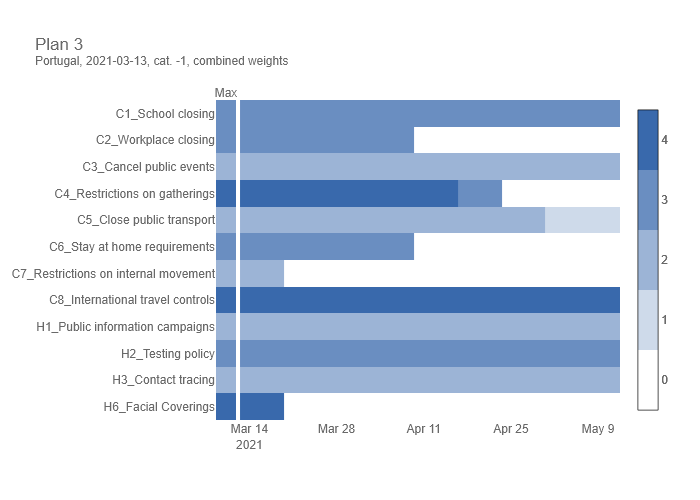 Plan 3
Portugal, 2021-03-13, cat. -1, combined weights
Max
C1_School closing
C2_Workplace closing
C3_Cancel public events
C4_Restrictions on gatherings
C5_Close public transport
C6_Stay at home requirements
C7_Restrictions on internal movement
C8_International travel controls
H1_Public information campaigns
H2_Testing policy
H3_Contact tracing
H6_Facial Coverings
Mar 14 Mar 28 Apr 11 Apr 25 May 9
2021
4
3
2
1
0